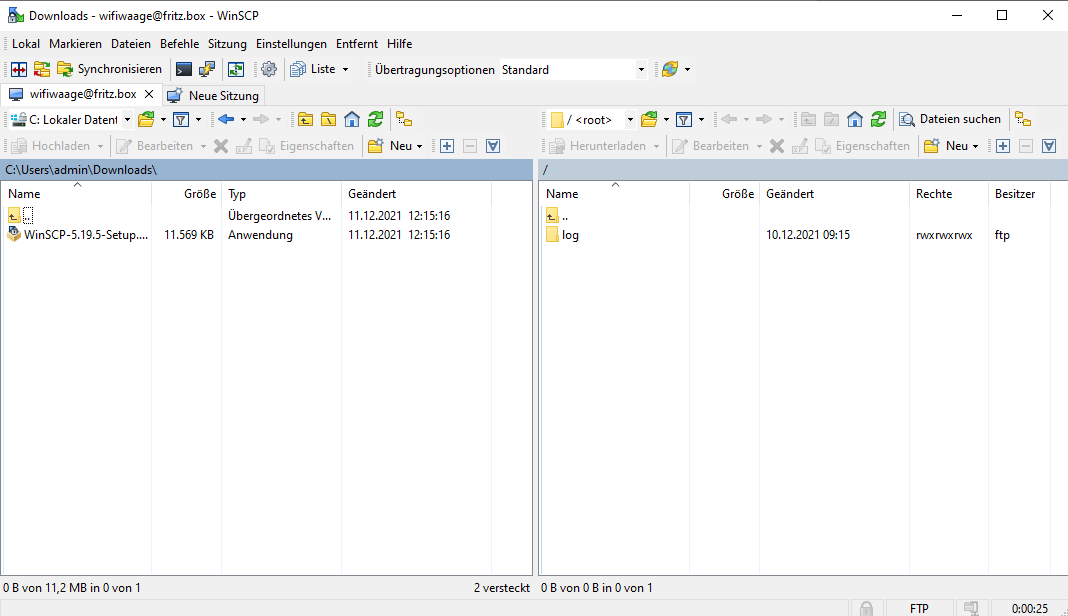 Downloads - wifiwaage@fritz.box - WinSCP
Lokal Markieren Dateien Befehle Sitzung Einstellungen Entfernt Hilfe
Synchronisieren Liste Übertragungsoptionen Standard
wifiwaage@fritz.box Neue Sitzung
C: Lokaler Datent / <root> Dateien suchen
Hochladen Bearbeiten Eigenschaften Neu Herunterladen Bearbeiten Eigenschaften Neu
C:\Users\admin\Downloads\ /
Name Größe Typ Geändert Name Größe Geändert Rechte Besitzer
.. Übergeordnetes V... 11.12.2021 12:15:16 ..
WinSCP-5.19.5-Setup.... 11.569 KB Anwendung 11.12.2021 12:15:16 log 10.12.2021 09:15 rwxrwxrwx ftp
0 B von 11,2 MB in 0 von 1 2 versteckt 0 B von 0 B in 0 von 1
FTP 0:00:25